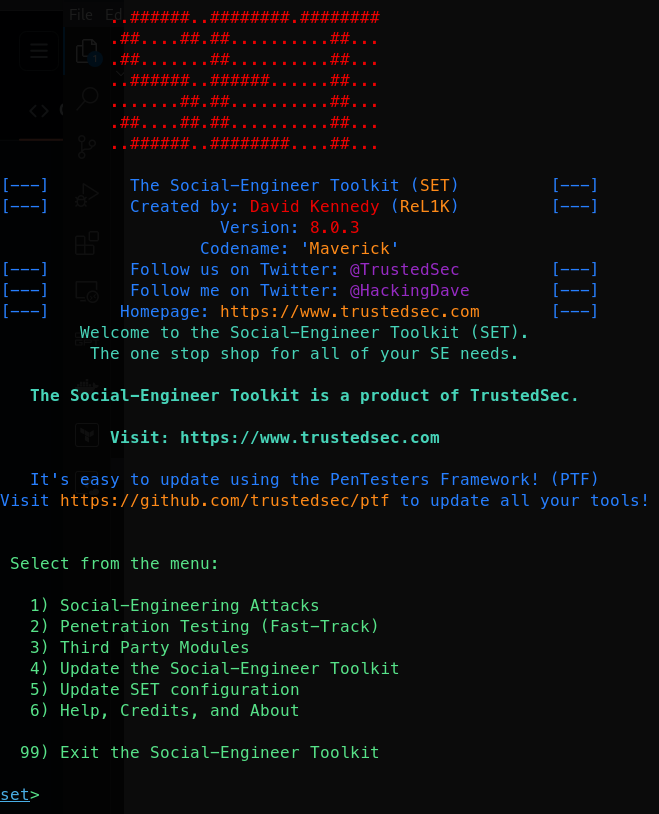 File Ed
..######..########.########
.##....##.##..........##...
.##.......##..........##...
..######..######......##...
.......##.##..........##...
.##....##.##..........##...
..######..########....##...
1
[---] The Social-Engineer Toolkit (SET) [---]
[---] Created by: David Kennedy (ReL1K) [---]
Version: 8.0.3
Codename: 'Maverick'
[---] Follow us on Twitter: @TrustedSec [---]
[---] Follow me on Twitter: @HackingDave [---]
[---] Homepage: https://www.trustedsec.com [---]
Welcome to the Social-Engineer Toolkit (SET).
The one stop shop for all of your SE needs.
The Social-Engineer Toolkit is a product of TrustedSec.
Visit: https://www.trustedsec.com
It's easy to update using the PenTesters Framework! (PTF)
Visit https://github.com/trustedsec/ptf to update all your tools!
Select from the menu:
1) Social-Engineering Attacks
2) Penetration Testing (Fast-Track)
3) Third Party Modules
4) Update the Social-Engineer Toolkit
5) Update SET configuration
6) Help, Credits, and About
99) Exit the Social-Engineer Toolkit
set>